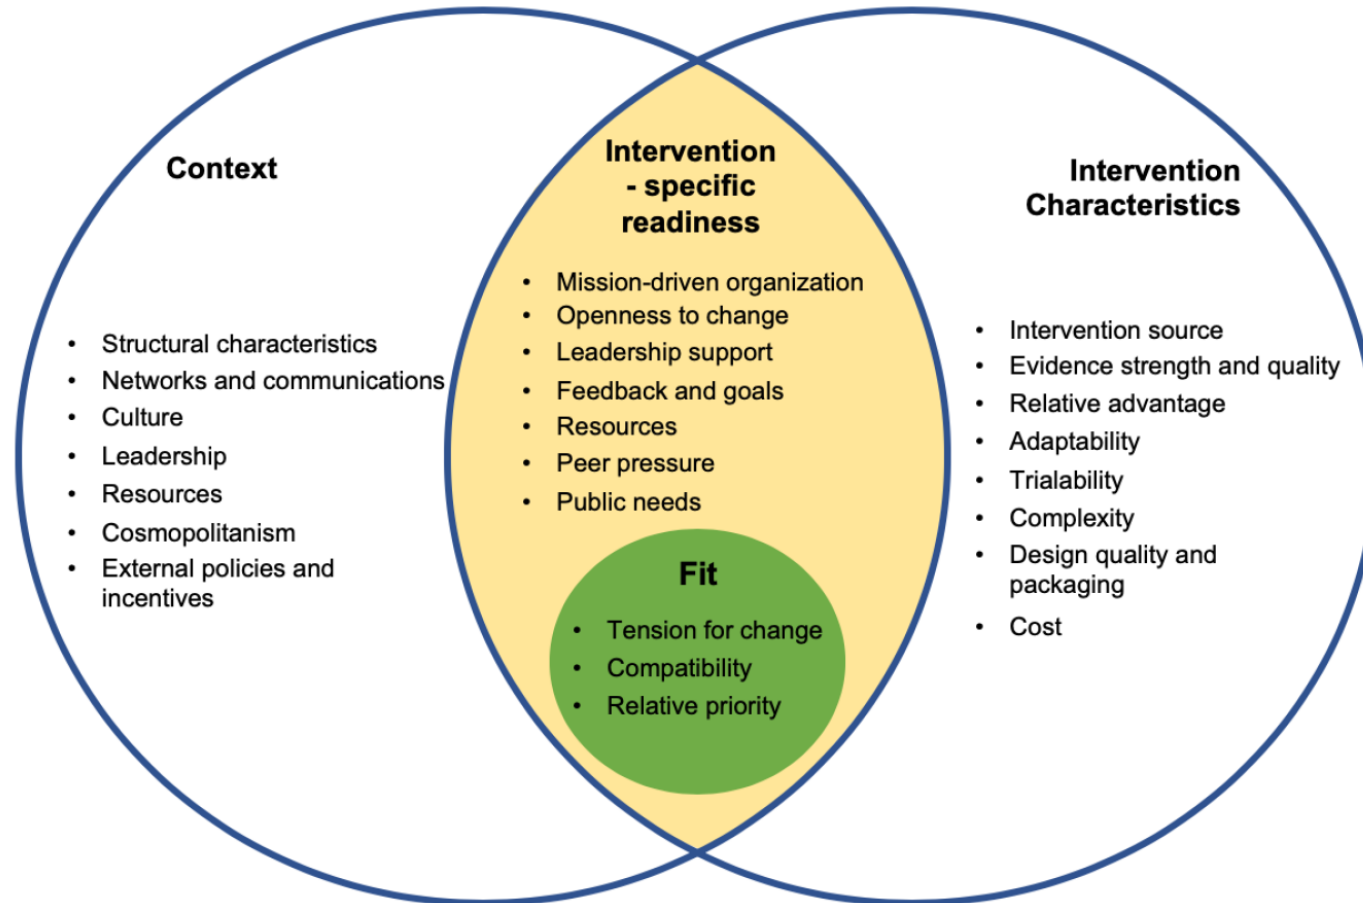 Context
• Structural characteristics
• Networks and communications
• Culture
• Leadership
• Resources
• Cosmopolitanism
• External policies and
incentives
Intervention
- specific
readiness
• Mission-driven organization
• Openness to change
• Leadership support
• Feedback and goals
• Resources
• Peer pressure
• Public needs
Fit
• Tension for change
• Compatibility
• Relative priority
Intervention
Characteristics
• Intervention source
• Evidence strength and quality
• Relative advantage
• Adaptability
• Trialability
• Complexity
• Design quality and
packaging
• Cost